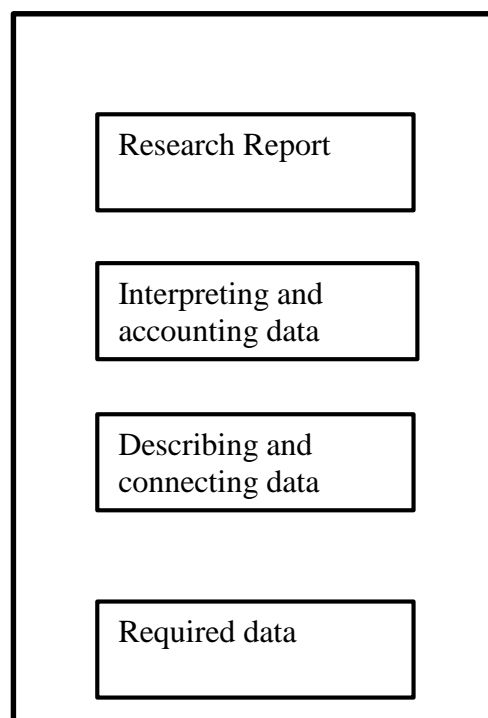 Research Report
Interpreting and
accounting data
Describing and
connecting data
Required data